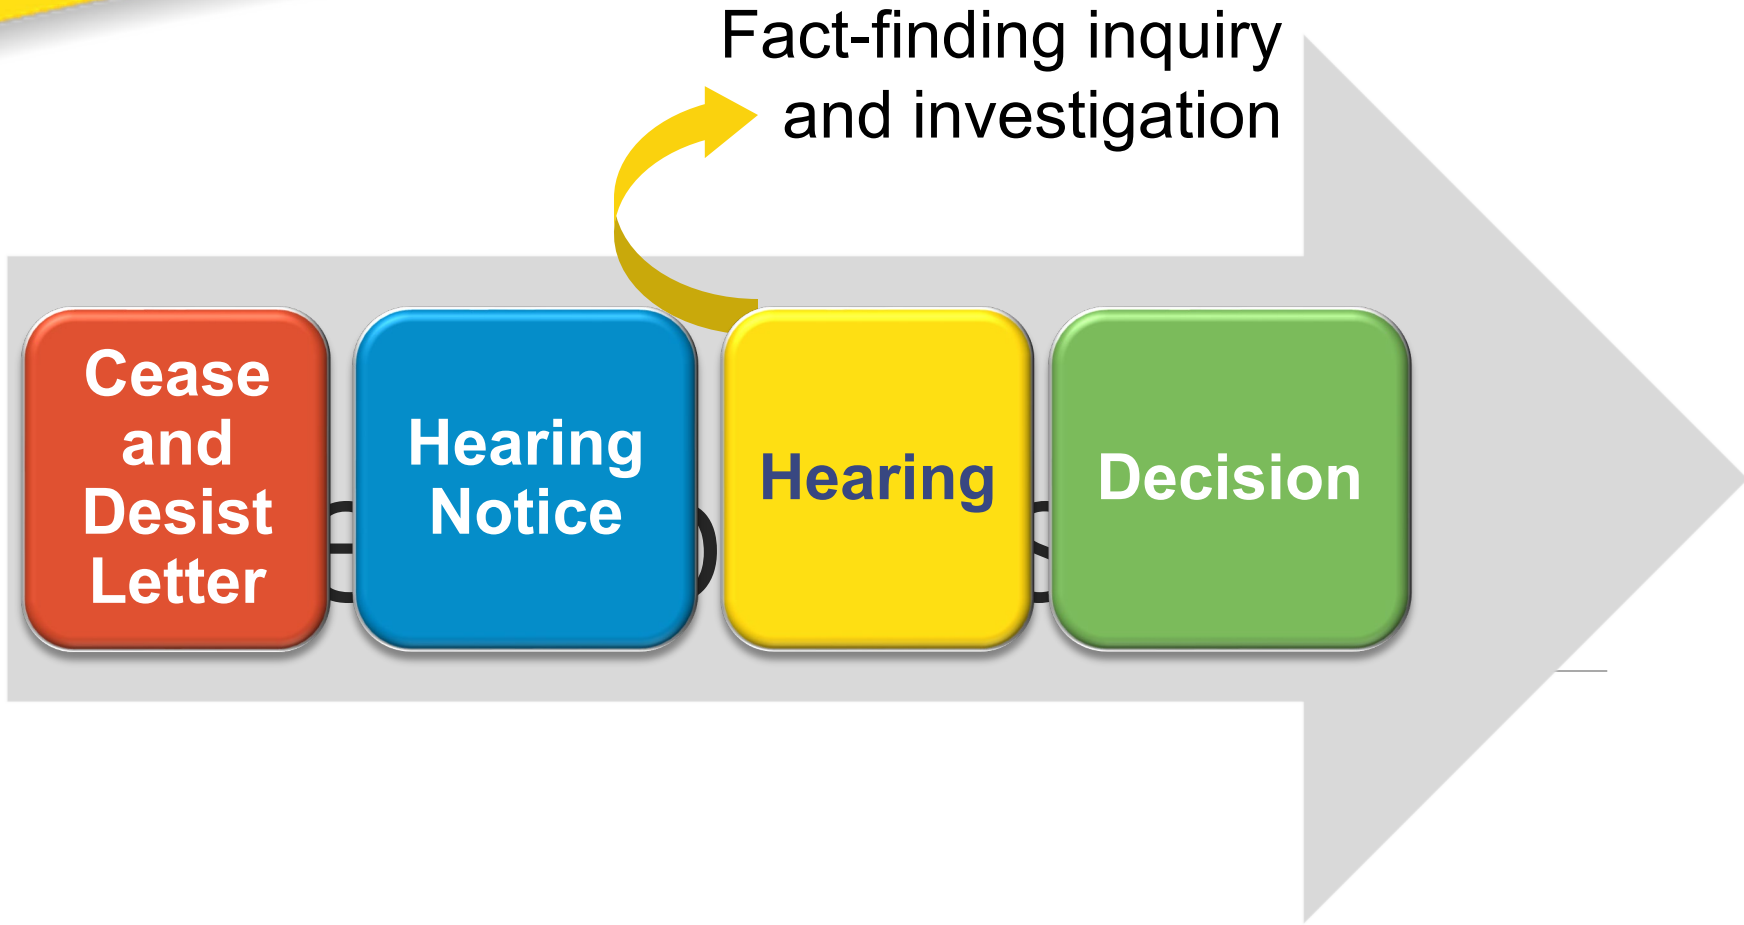 Fact-finding inquiry
and investigation
Cease
and
Desist
Letter
Hearing
Notice
Hearing
Decision